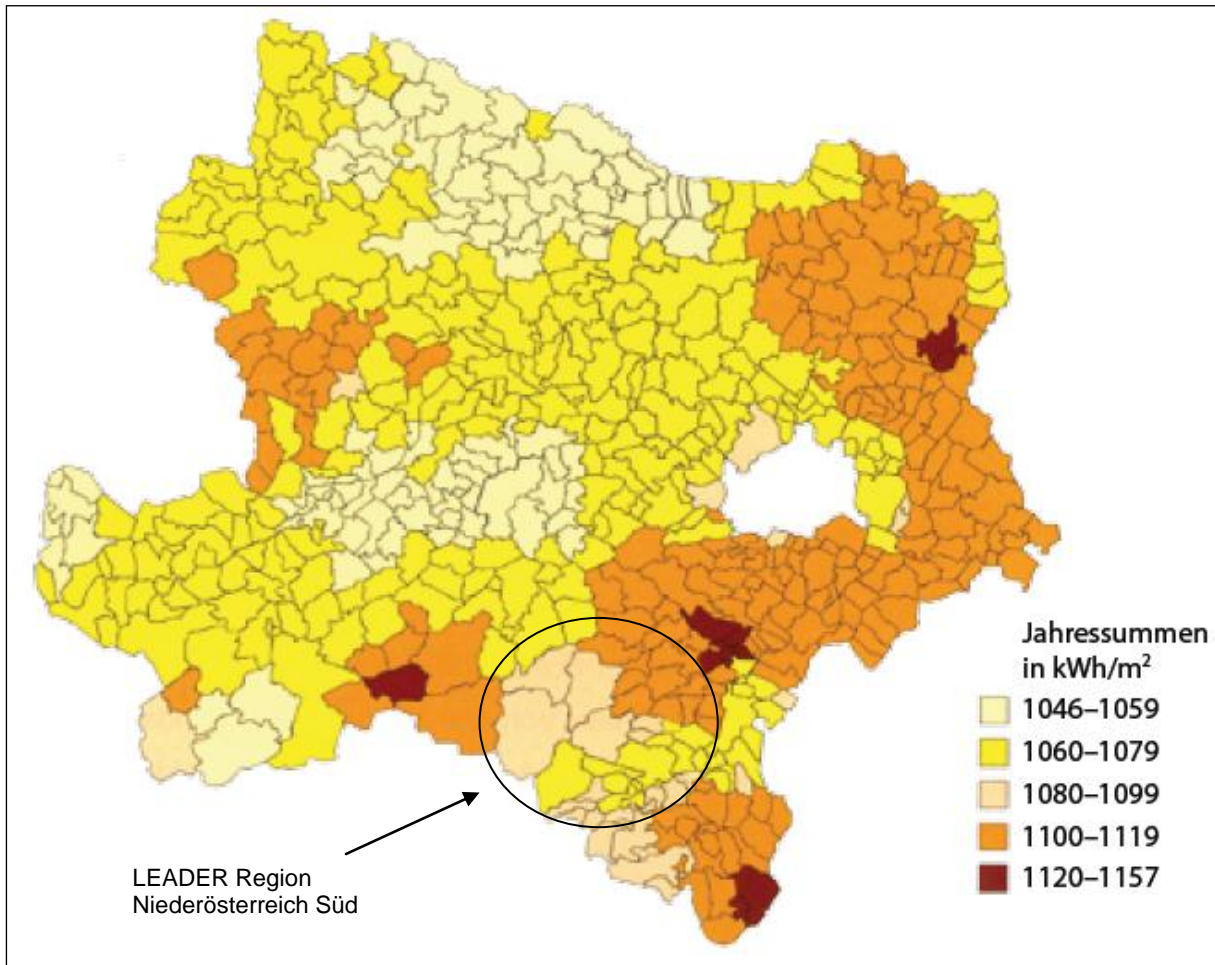 Jahressummen
in kWh/m²
1046–1059
1060–1079
1080–1099
1100–1119
1120–1157
LEADER Region
Niederösterreich Süd